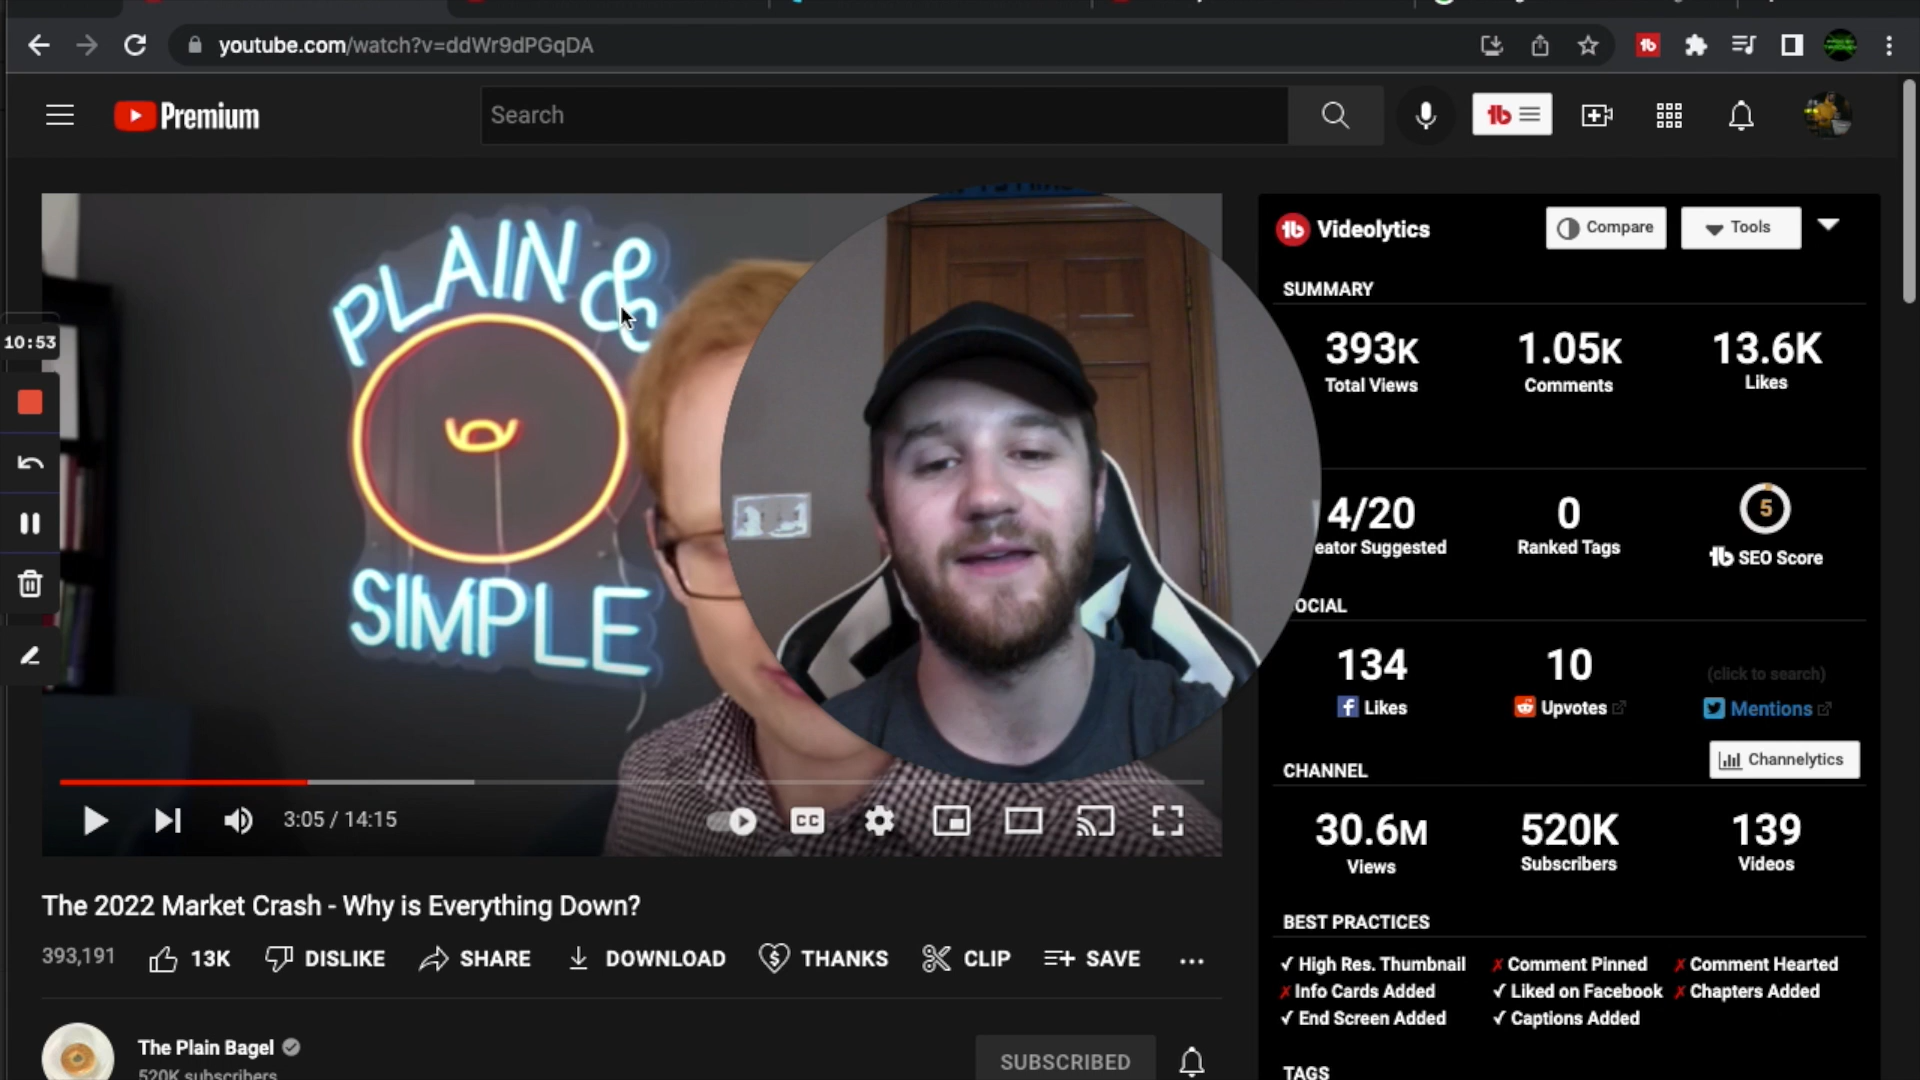 youtube.com/watch?v=ddWr9dPGqDA
Premium
Search
PLAIN &
SIMPLE
10:53
3:05 / 14:15
CC
The 2022 Market Crash - Why is Everything Down?
393,191
13K
DISLIKE
SHARE
DOWNLOAD
THANKS
CLIP
SAVE
The Plain Bagel
520K subscribers
SUBSCRIBED
Videolytics
Compare
Tools
SUMMARY
393K
1.05K
13.6K
Total Views
Comments
Likes
4/20
0
5
eator Suggested
Ranked Tags
SEO Score
OCIAL
134
10
(click to search)
Likes
Upvotes
Mentions
CHANNEL
Channelytics
30.6M
520K
139
Views
Subscribers
Videos
BEST PRACTICES
✓ High Res. Thumbnail
✗ Comment Pinned
✗ Comment Hearted
✗ Info Cards Added
✓ Liked on Facebook
✗ Chapters Added
✓ End Screen Added
✓ Captions Added
TAGS